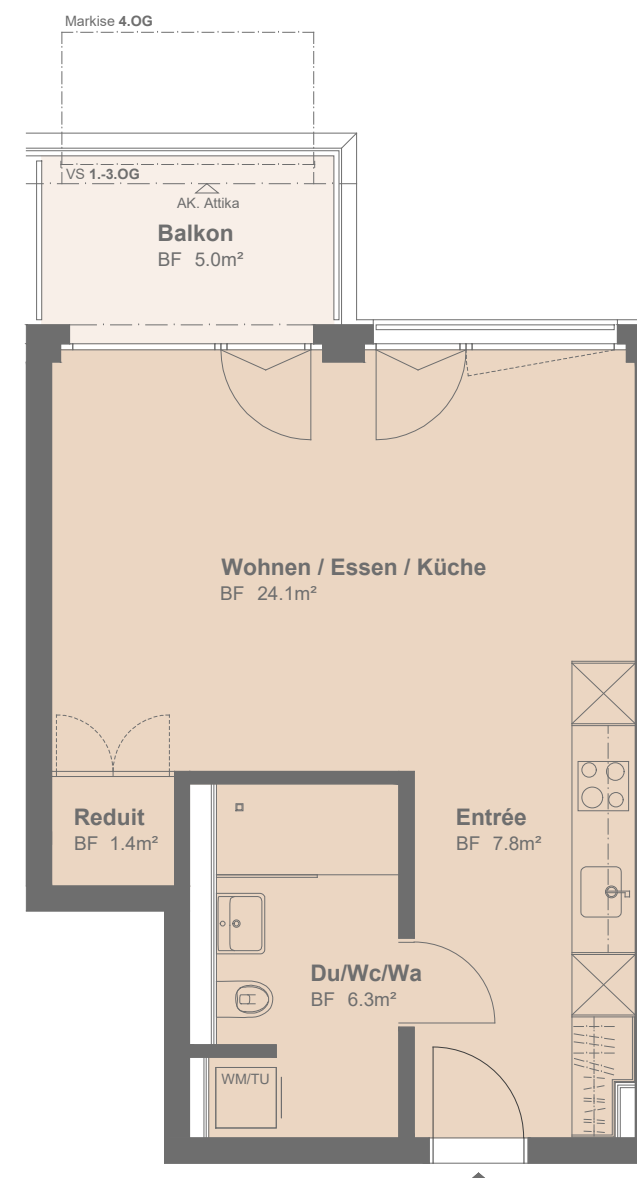 Markise 4.OG
VS 1.-3.OG
AK. Attika
Balkon
BF 5.0m²
Wohnen / Essen / Küche
BF 24.1m²
Reduit
BF 1.4m²
Entrée
BF 7.8m²
Du/Wc/Wa
BF 6.3m²
WM/TU